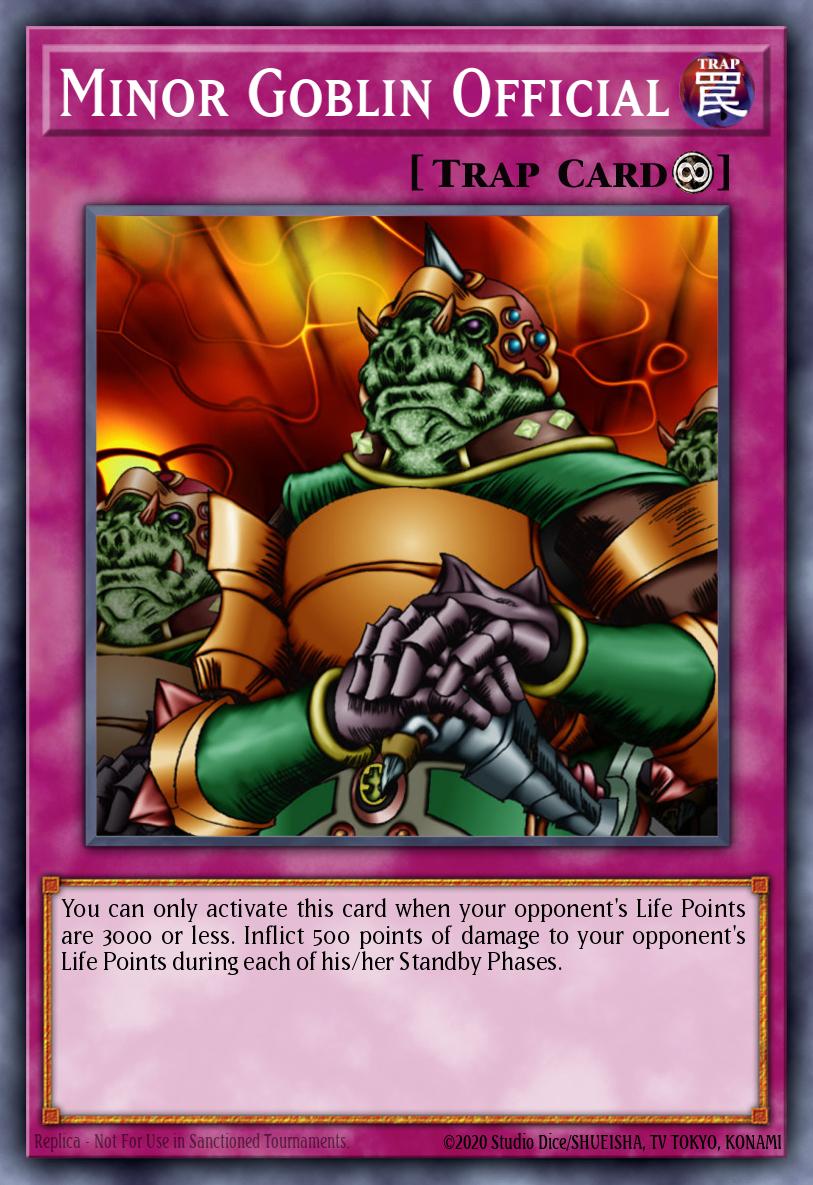 Minor Goblin Official
TRAP
罠
[Trap Card∞]
You can only activate this card when your opponent's Life Points
are 3000 or less. Inflict 500 points of damage to your opponent's
Life Points during each of his/her Standby Phases.
Replica - Not For Use in Sanctioned Tournaments.
©2020 Studio Dice/SHUEISHA, TV TOKYO, KONAMI